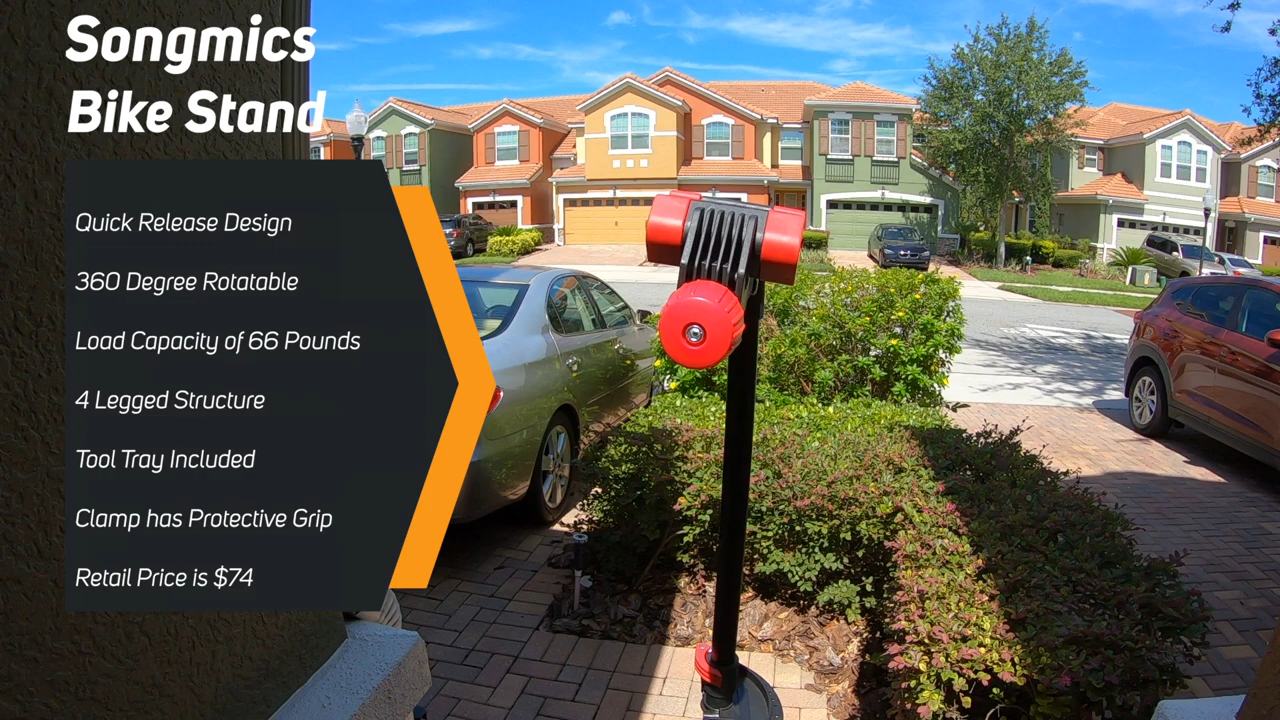 Songmics
Bike Stand
Quick Release Design
360 Degree Rotatable
Load Capacity of 66 Pounds
4 Legged Structure
Tool Tray Included
Clamp has Protective Grip
Retail Price is $74